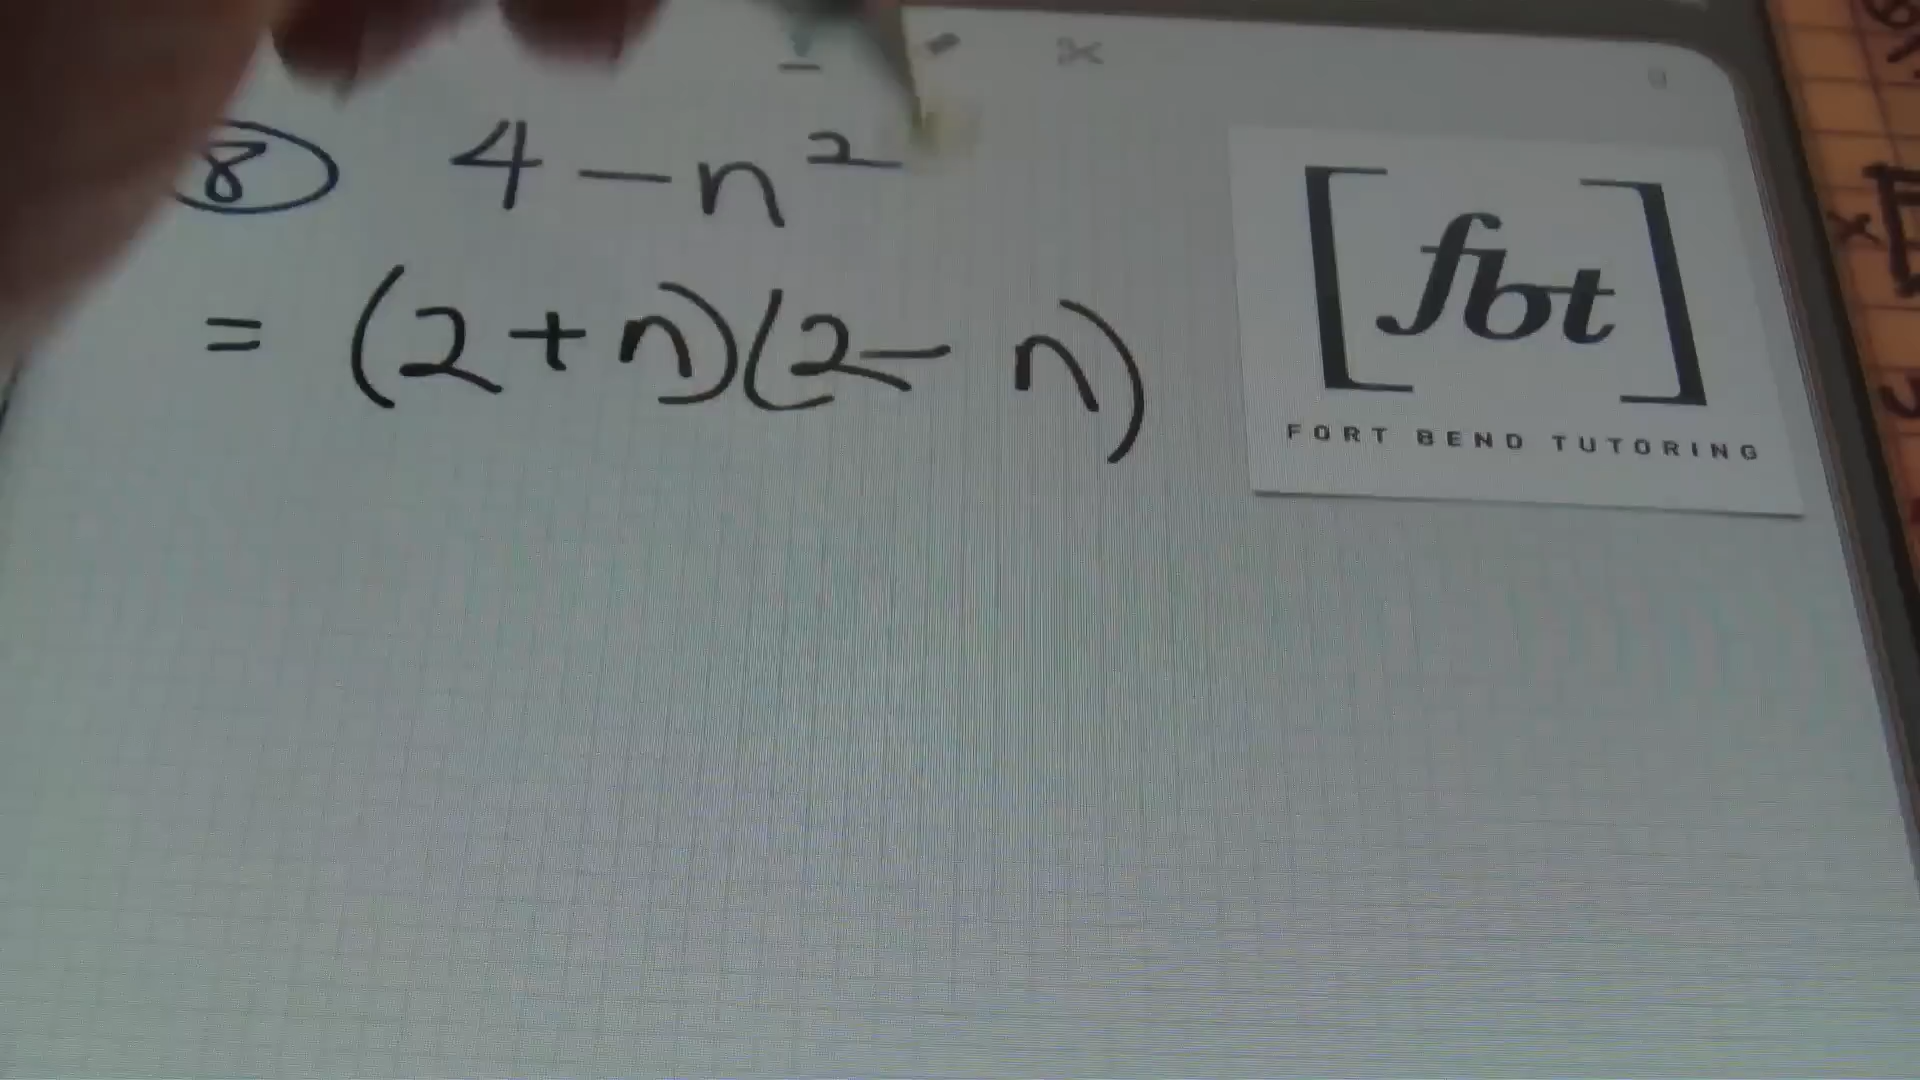 8 4 - n²
= (2 + n)(2 - n)
[fbt]
FORT BEND TUTORING